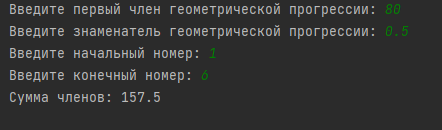 Введите первый член геометрической прогрессии: 80
Введите знаменатель геометрической прогрессии: 0.5
Введите начальный номер: 1
Введите конечный номер: 6
Сумма членов: 157.5